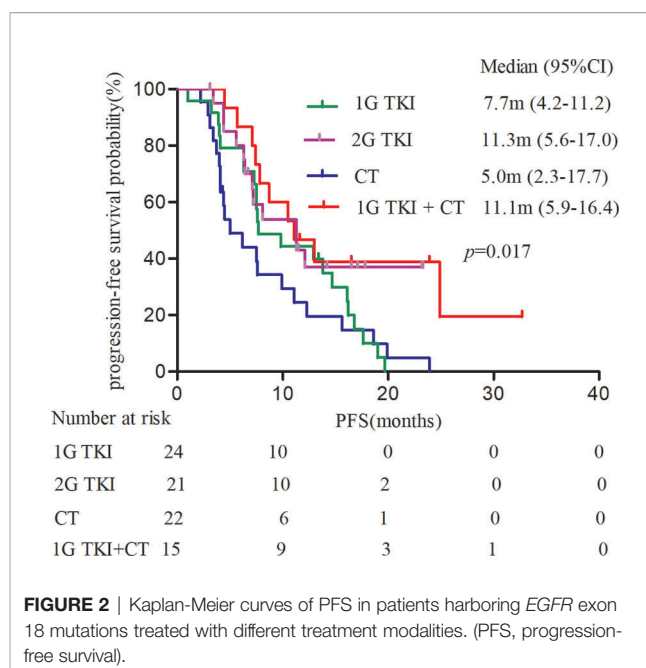 Median (95%CI)
1G TKI 7.7m (4.2-11.2)
2G TKI 11.3m (5.6-17.0)
CT 5.0m (2.3-17.7)
1G TKI + CT 11.1m (5.9-16.4)
p=0.017
progression-free survival probability(%)
100
80
60
40
20
0
0 10 20 30 40
PFS(months)
Number at risk
1G TKI 24 10 0 0 0
2G TKI 21 10 2 0 0
CT 22 6 1 0 0
1G TKI+CT 15 9 3 1 0
FIGURE 2 | Kaplan-Meier curves of PFS in patients harboring EGFR exon
18 mutations treated with different treatment modalities. (PFS, progression-
free survival).